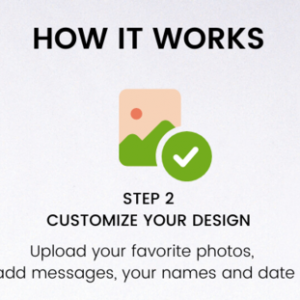 HOW IT WORKS
STEP 2
CUSTOMIZE YOUR DESIGN
Upload your favorite photos,
add messages, your names and date